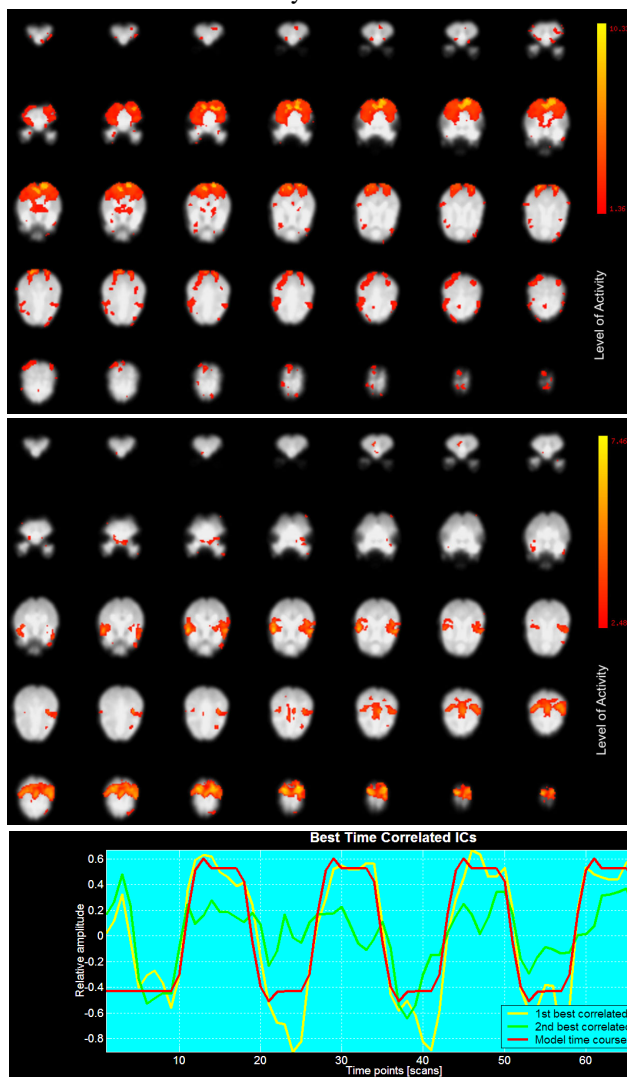 Level of Activity
Level of Activity
Best Time Correlated ICs
Relative amplitude
0.6
0.4
0.2
0
-0.2
-0.4
-0.6
-0.8
1st best correlated
2nd best correlated
Model time course
10
20
30
40
50
60
Time points [scans]